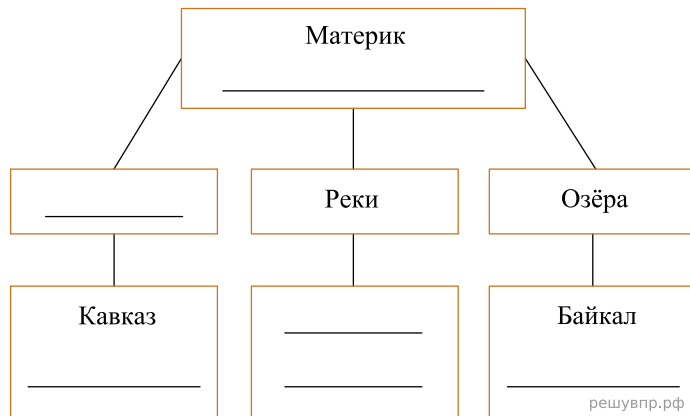 Материк
Реки
Озёра
Кавказ
Байкал
решувпр.рф